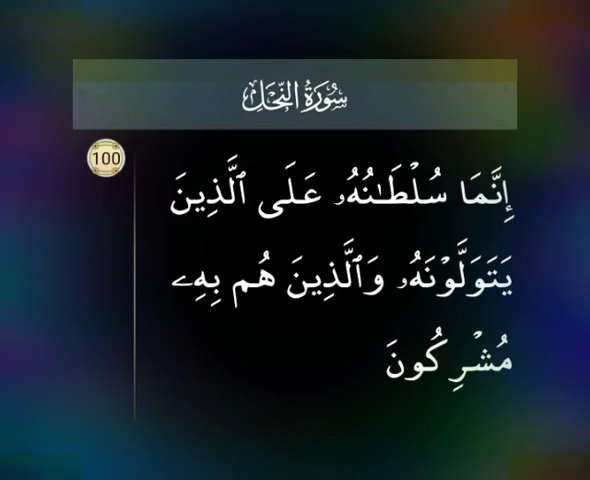 سُورَةُ النَّحْلِ
100
إِنَّمَا سُلْطَـٰنُهُۥ عَلَى ٱلَّذِينَ
يَتَوَلَّوْنَهُۥ وَٱلَّذِينَ هُم بِهِۦ
مُشْرِكُونَ